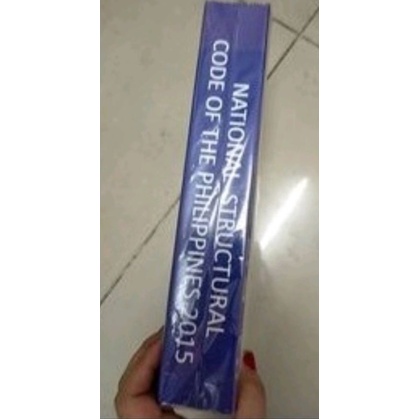 NATIONAL STRUCTURAL
CODE OF THE PHILIPPINES 2015